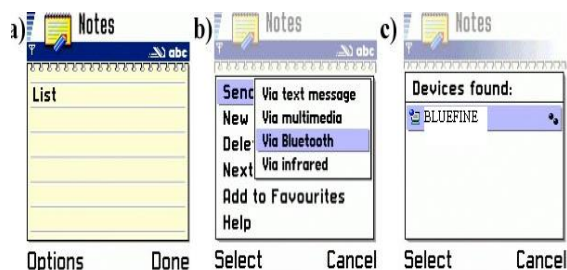 a) Notes
abc
List
Options Done
b) Notes
abc
Send
New
Dele
Next
Via text message
Via multimedia
Via Bluetooth
Via infrared
Add to Favourites
Help
Select Cancel
c) Notes
Devices found:
BLUEFINE
Select Cancel